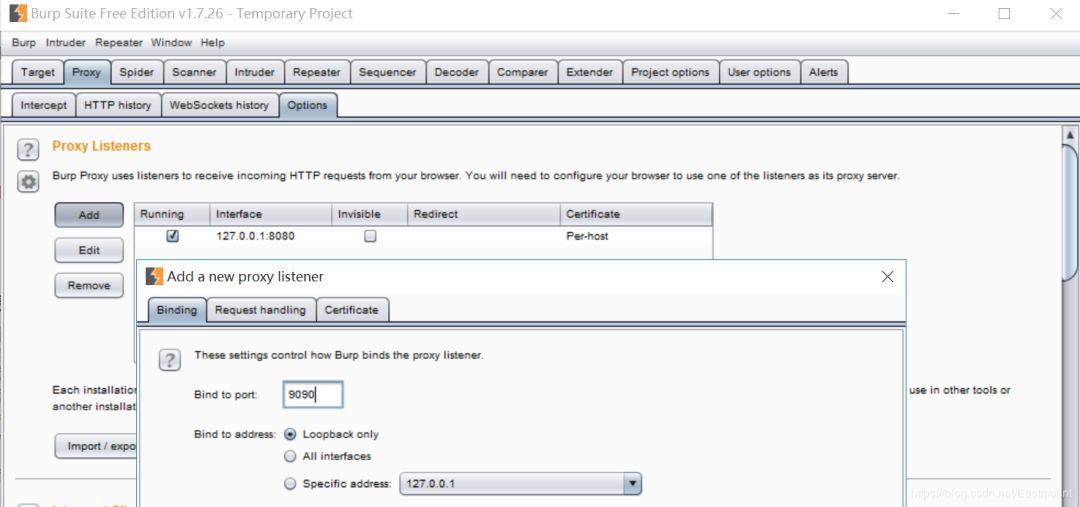 Burp Suite Free Edition v1.7.26 - Temporary Project
Burp Intruder Repeater Window Help
Target Proxy Spider Scanner Intruder Repeater Sequencer Decoder Comparer Extender Project options User options Alerts
Intercept HTTP history WebSockets history Options
? Proxy Listeners
Burp Proxy uses listeners to receive incoming HTTP requests from your browser. You will need to configure your browser to use one of the listeners as its proxy server.
Add Running Interface Invisible Redirect Certificate
127.0.0.1:8080 Per-host
Edit
Remove
Add a new proxy listener
Binding Request handling Certificate
? These settings control how Burp binds the proxy listener.
Each installation use in other tools or
Bind to port: 9090
another installat
Bind to address: Loopback only
Import / expo
All interfaces
Specific address: 127.0.0.1
https://blog.csdn.net/Eastmount